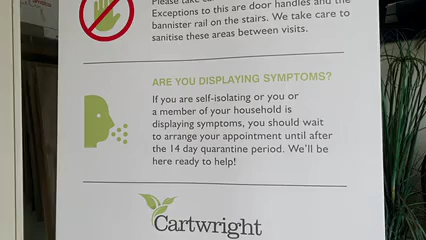 Please take
Exceptions to this are door handles and the
bannister rail on the stairs. We take care to
sanitise these areas between visits.
ARE YOU DISPLAYING SYMPTOMS?
If you are self-isolating or you or
a member of your household is
displaying symptoms, you should wait
to arrange your appointment until after
the 14 day quarantine period. We'll be
here ready to help!
Cartwright